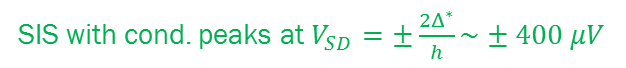 SIS with cond. peaks at V_SD = ± 2Δ*/h ~ ± 400 μV